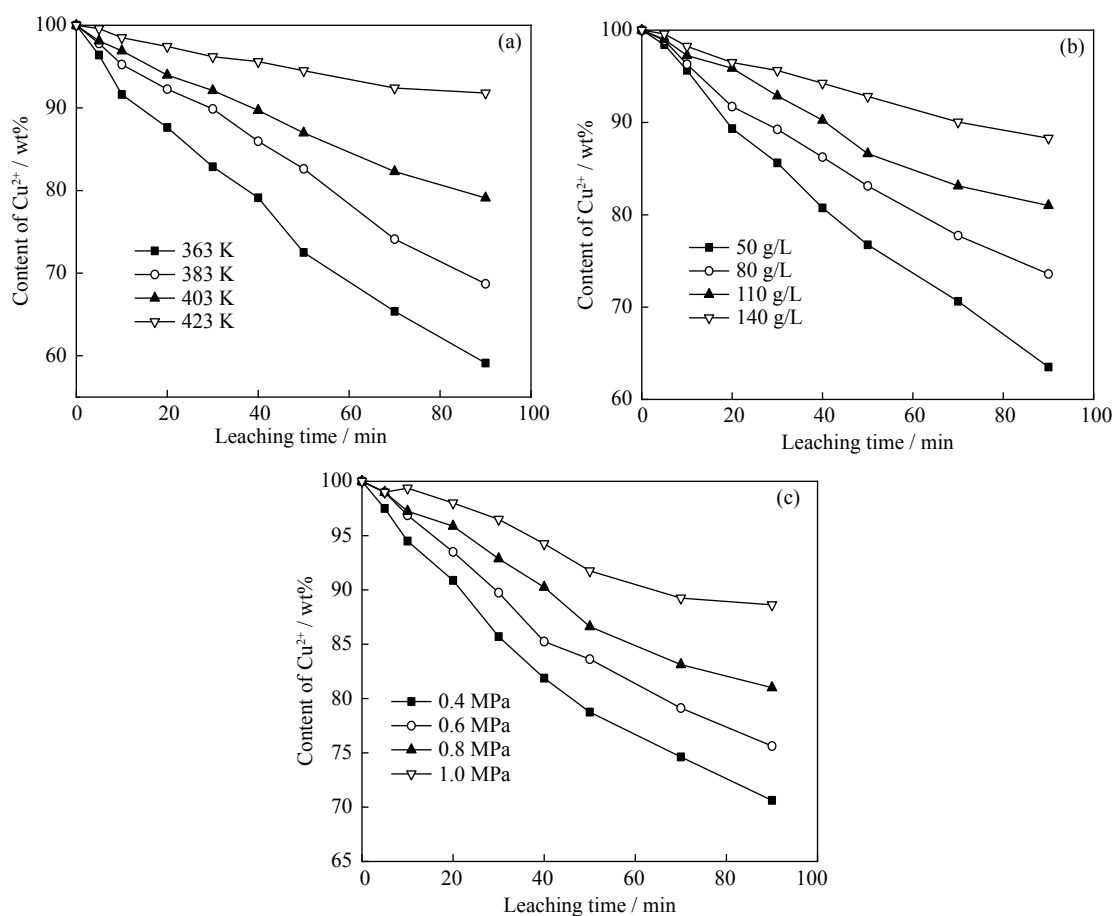 (a)
Content of Cu²⁺ / wt%
100
90
80
70
60
363 K
383 K
403 K
423 K
0 20 40 60 80 100
Leaching time / min
(b)
Content of Cu²⁺ / wt%
100
90
80
70
60
50 g/L
80 g/L
110 g/L
140 g/L
0 20 40 60 80 100
Leaching time / min
(c)
Content of Cu²⁺ / wt%
100
95
90
85
80
75
70
65
0.4 MPa
0.6 MPa
0.8 MPa
1.0 MPa
0 20 40 60 80 100
Leaching time / min